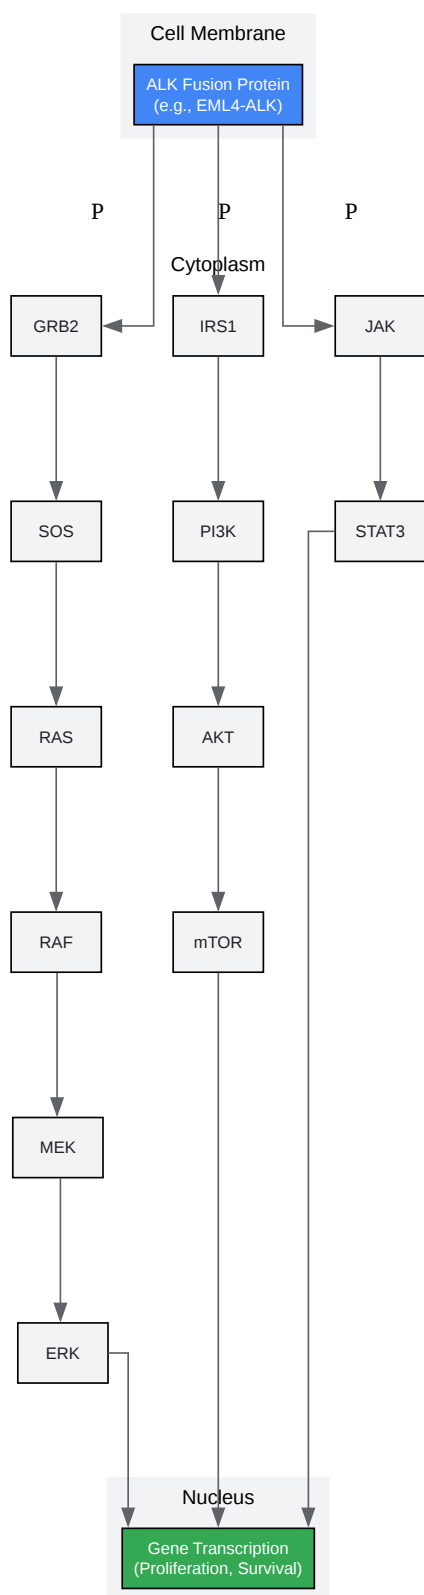 Cell Membrane
ALK Fusion Protein
(e.g., EML4-ALK)
P P P
Cytoplasm
GRB2 IRS1 JAK
SOS PI3K STAT3
RAS AKT
RAF mTOR
MEK
ERK
Nucleus
Gene Transcription
(Proliferation, Survival)